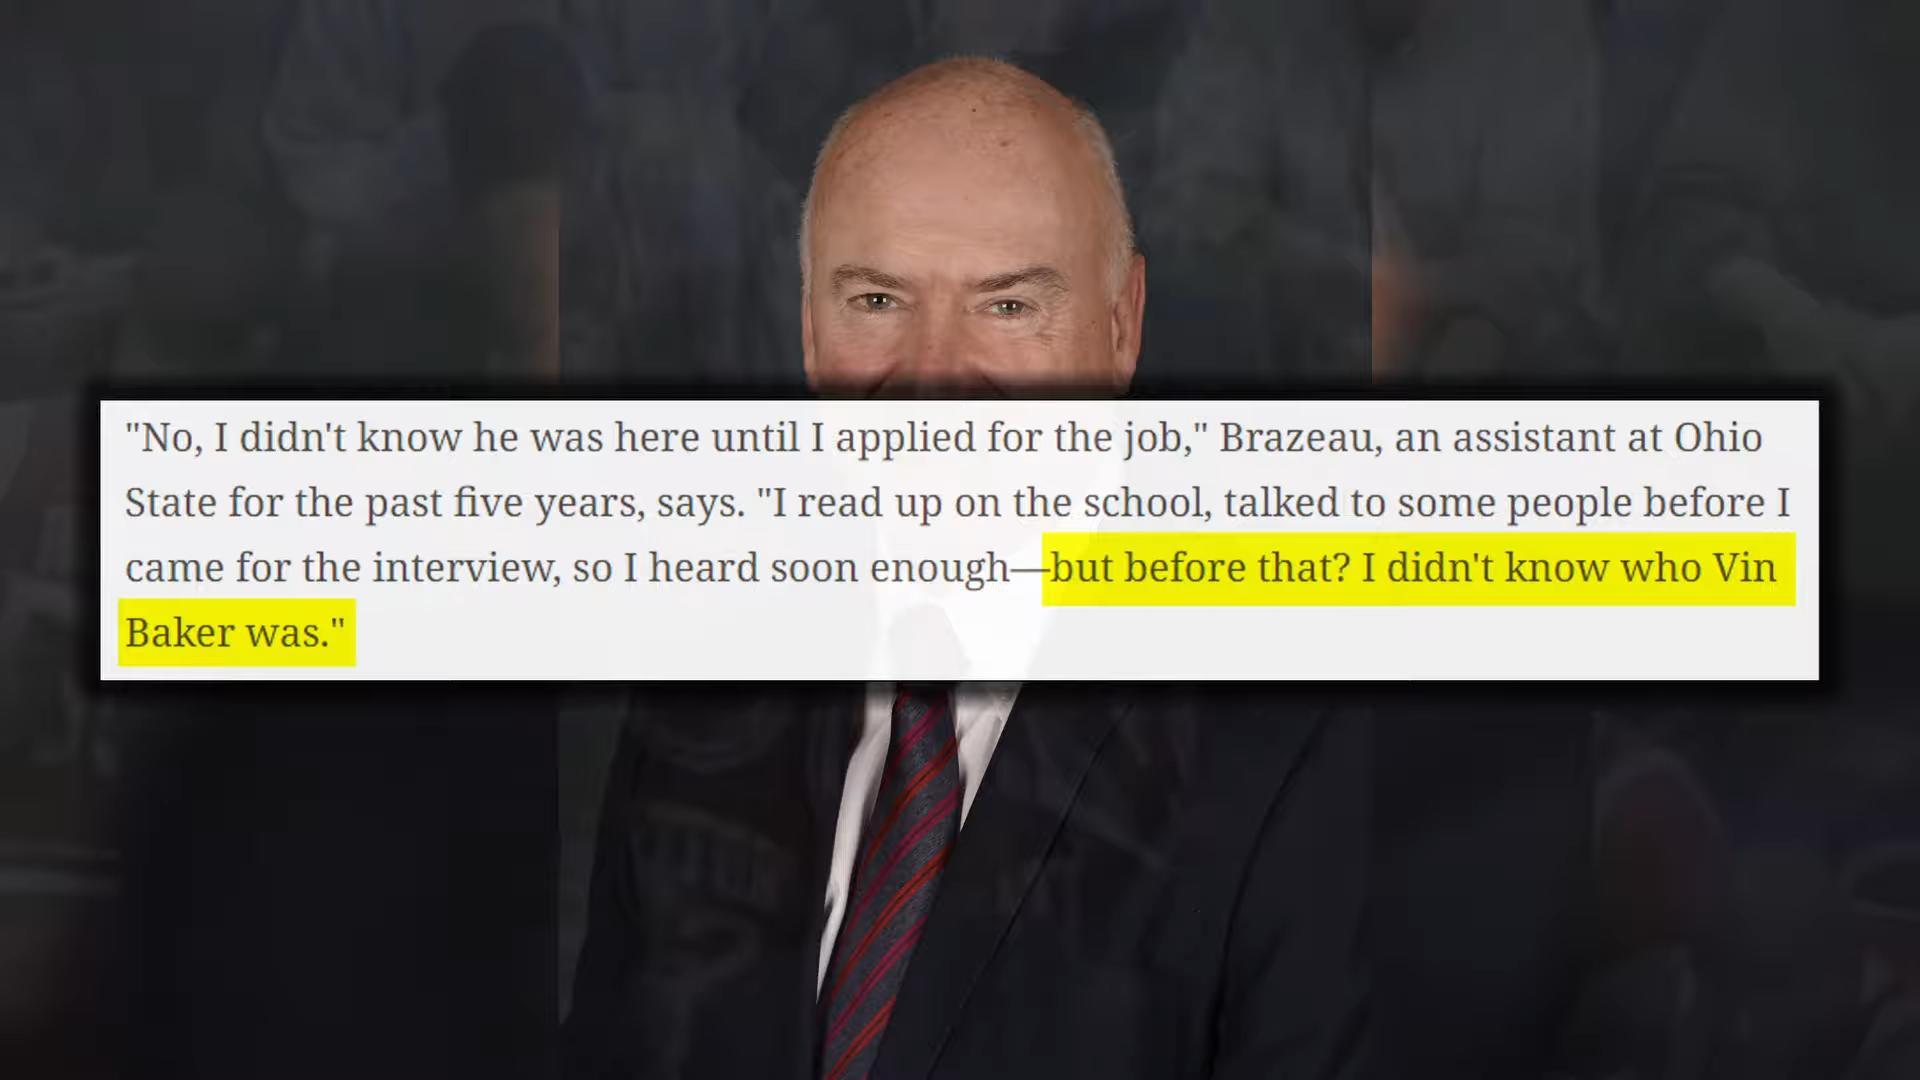 "No, I didn't know he was here until I applied for the job," Brazeau, an assistant at Ohio
State for the past five years, says. "I read up on the school, talked to some people before I
came for the interview, so I heard soon enough—but before that? I didn't know who Vin
Baker was."